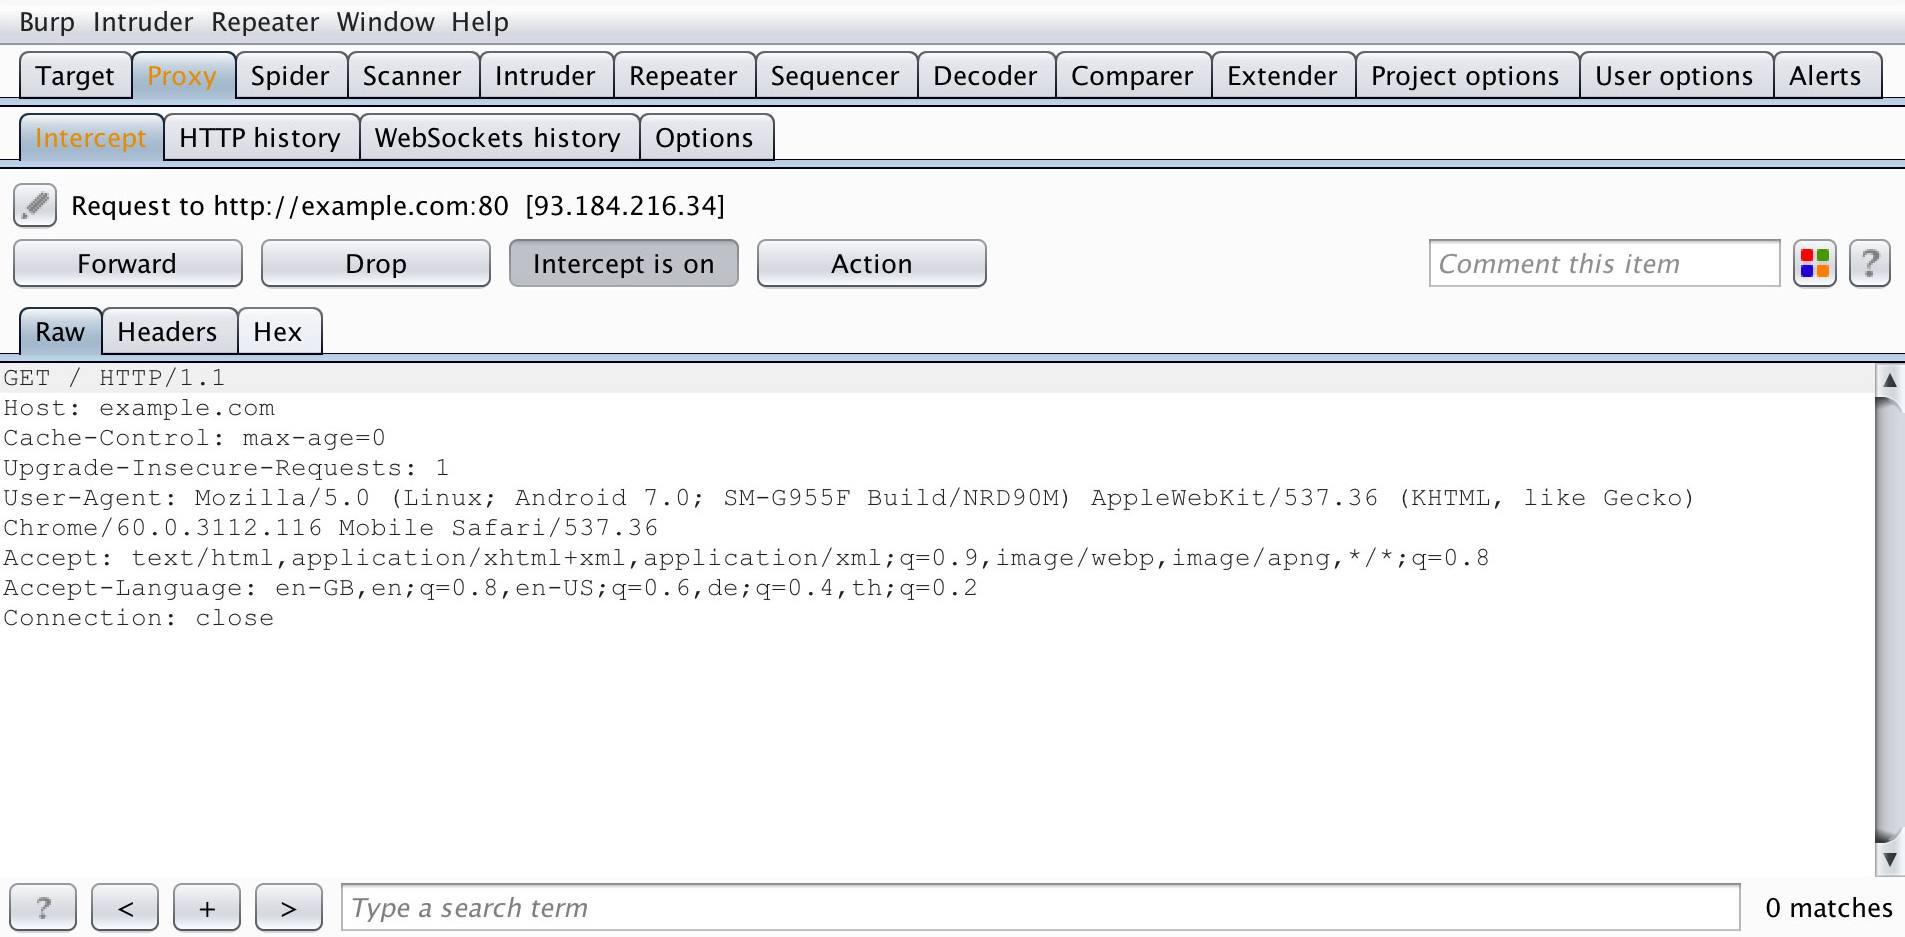 Burp Intruder Repeater Window Help
Target Proxy Spider Scanner Intruder Repeater Sequencer Decoder Comparer Extender Project options User options Alerts
Intercept HTTP history WebSockets history Options
Request to http://example.com:80 [93.184.216.34]
Forward Drop Intercept is on Action Comment this item ?
Raw Headers Hex
GET / HTTP/1.1
Host: example.com
Cache-Control: max-age=0
Upgrade-Insecure-Requests: 1
User-Agent: Mozilla/5.0 (Linux; Android 7.0; SM-G955F Build/NRD90M) AppleWebKit/537.36 (KHTML, like Gecko)
Chrome/60.0.3112.116 Mobile Safari/537.36
Accept: text/html,application/xhtml+xml,application/xml;q=0.9,image/webp,image/apng,*/*;q=0.8
Accept-Language: en-GB,en;q=0.8,en-US;q=0.6,de;q=0.4,th;q=0.2
Connection: close
? < + > Type a search term 0 matches